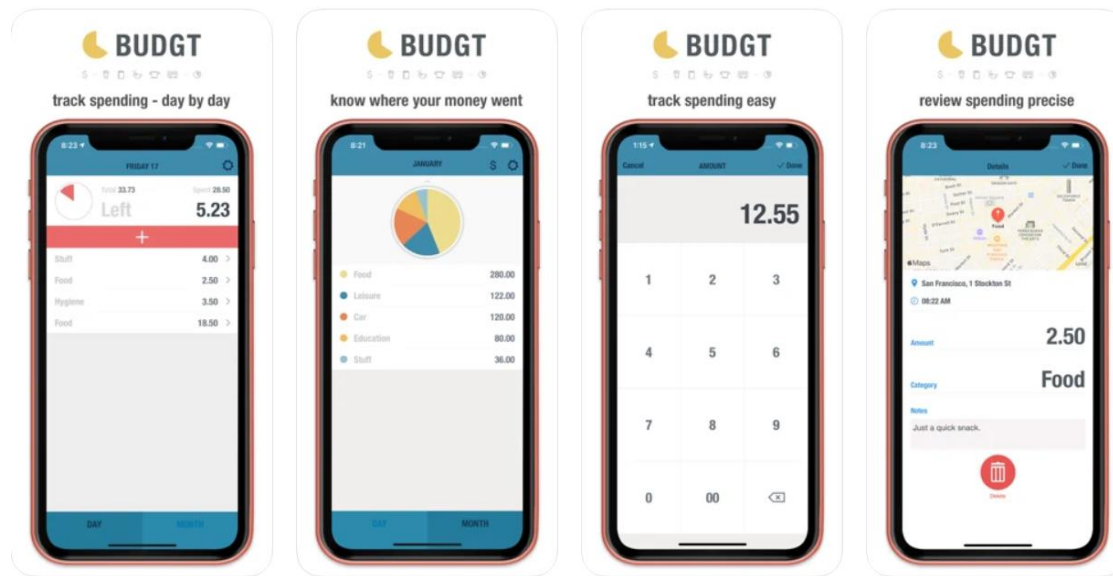 BUDGT
track spending - day by day
8:23
FRIDAY 17
Total 33.73
Spent 28.50
Left
5.23
+
Stuff 4.00 >
Food 2.50 >
Hygiene 3.50 >
Food 18.50 >
DAY MONTH
BUDGT
know where your money went
8:21
JANUARY $
Food 280.00
Leisure 122.00
Car 120.00
Education 80.00
Stuff 36.00
DAY MONTH
BUDGT
track spending easy
1:15
Cancel AMOUNT ✓ Done
12.55
1 2 3
4 5 6
7 8 9
0 00
BUDGT
review spending precise
8:23
Details ✓ Done
Food
Maps
San Francisco, 1 Stockton St
08:22 AM
Amount 2.50
Category Food
Notes
Just a quick snack.
Delete